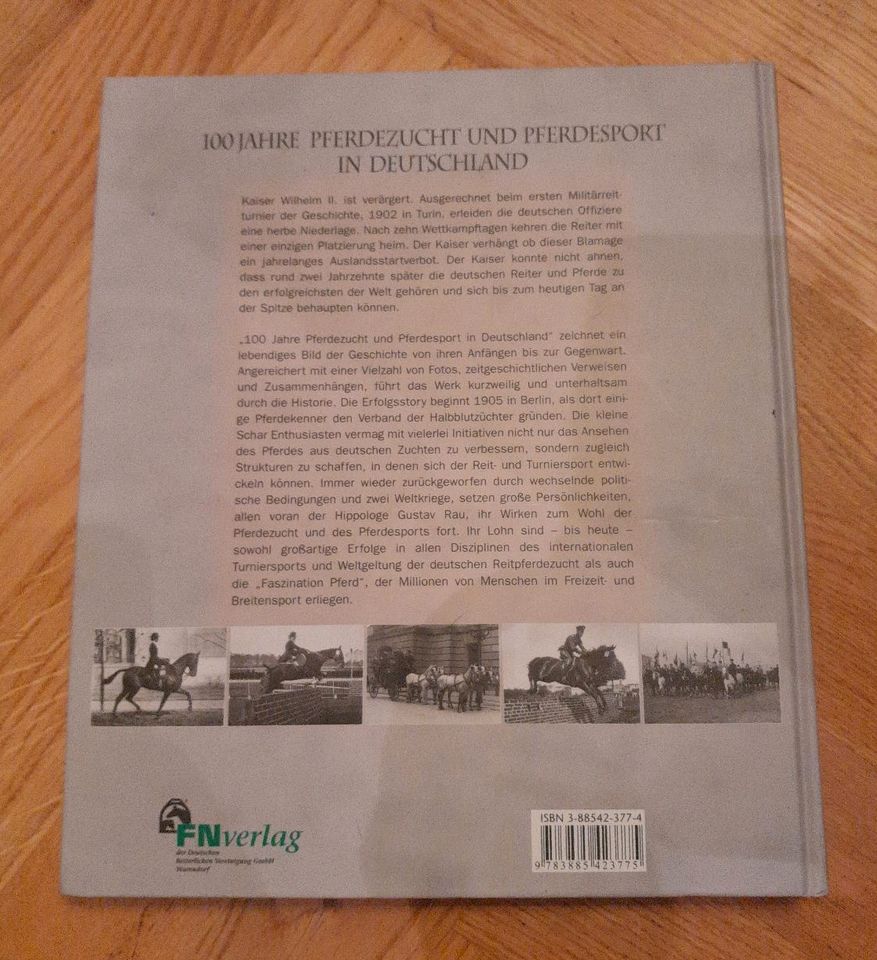 100 JAHRE PFERDEZUCHT UND PFERDESPORT
IN DEUTSCHLAND
Kaiser Wilhelm II. ist verärgert. Ausgerechnet beim ersten Militärreit-
turnier der Geschichte, 1902 in Turin, erleiden die deutschen Offiziere
eine herbe Niederlage. Nach zehn Wettkampftagen kehren die Reiter mit
einer einzigen Platzierung heim. Der Kaiser verhängt ob dieser Blamage
ein jahrelanges Auslandsstartverbot. Der Kaiser konnte nicht ahnen,
dass rund zwei Jahrzehnte später die deutschen Reiter und Pferde zu
den erfolgreichsten der Welt gehören und sich bis zum heutigen Tag an
der Spitze behaupten können.
„100 Jahre Pferdezucht und Pferdesport in Deutschland" zeichnet ein
lebendiges Bild der Geschichte von ihren Anfängen bis zur Gegenwart.
Angereichert mit einer Vielzahl von Fotos, zeitgeschichtlichen Verweisen
und Zusammenhängen, führt das Werk kurzweilig und unterhaltsam
durch die Historie. Die Erfolgsstory beginnt 1905 in Berlin, als dort eini-
ge Pferdekenner den Verband der Halbblutzüchter gründen. Die kleine
Schar Enthusiasten vermag mit vielerlei Initiativen nicht nur das Ansehen
des Pferdes aus deutschen Zuchten zu verbessern, sondern zugleich
Strukturen zu schaffen, in denen sich der Reit- und Turniersport entwi-
ckeln können. Immer wieder zurückgeworfen durch wechselnde politi-
sche Bedingungen und zwei Weltkriege, setzen große Persönlichkeiten,
allen voran der Hippologe Gustav Rau, ihr Wirken zum Wohl der
Pferdezucht und des Pferdesports fort. Ihr Lohn sind – bis heute –
sowohl großartige Erfolge in allen Disziplinen des internationalen
Turniersports und Weltgeltung der deutschen Reitpferdezucht als auch
die „Faszination Pferd", der Millionen von Menschen im Freizeit- und
Breitensport erliegen.
FNverlag
der Deutschen
Reiterlichen Vereinigung GmbH
Warendorf
ISBN 3-88542-377-4
9 783885 423775